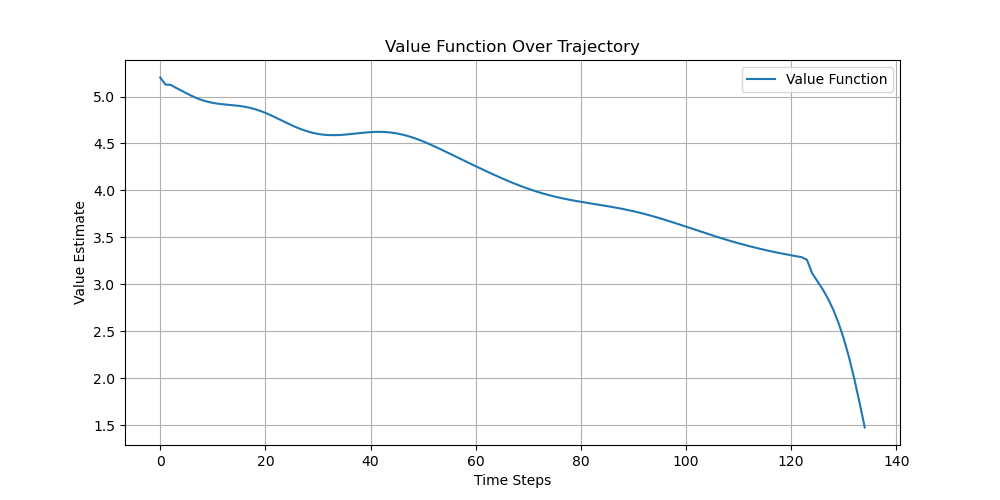 Value Function Over Trajectory
Value Function
Value Estimate
5.0
4.5
4.0
3.5
3.0
2.5
2.0
1.5
0 20 40 60 80 100 120 140
Time Steps